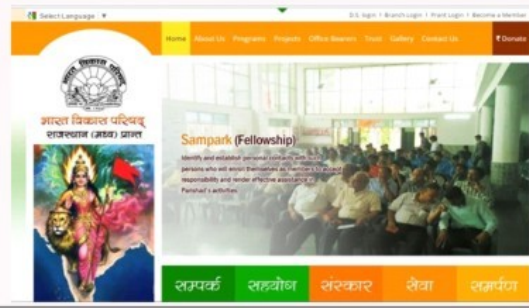 Select Language ▼
D.S. login | Branch Login | Prant Login | Become a Member
Home About Us Programs Projects Office Bearers Trust Gallery Contact Us ₹ Donate
भारत विकास परिषद्
राजस्थान (मध्य) प्रान्त
Sampark (Fellowship)
Identify and establish personal contacts with such
persons who will enroll themselves as members to accept
responsibility and render effective assistance in
Parishad's activities
सम्पर्क सहयोग संस्कार सेवा समर्पण